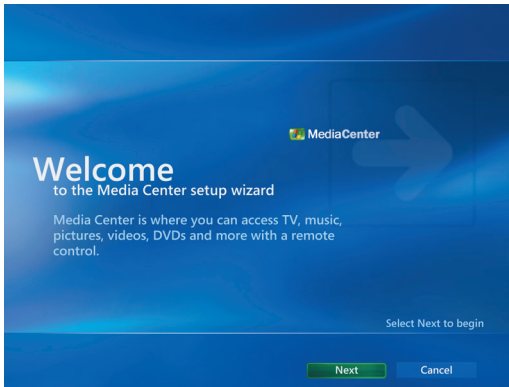 MediaCenter
Welcome
to the Media Center setup wizard
Media Center is where you can access TV, music,
pictures, videos, DVDs and more with a remote
control.
Select Next to begin
Next
Cancel